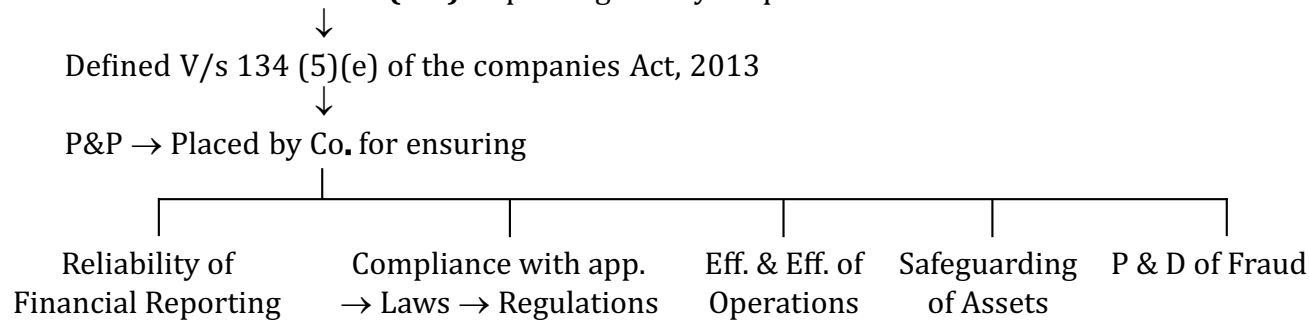 ↓
Defined V/s 134 (5)(e) of the companies Act, 2013
↓
P&P → Placed by Co. for ensuring
Reliability of Financial Reporting
Compliance with app. → Laws → Regulations
Eff. & Eff. of Operations
Safeguarding of Assets
P & D of Fraud